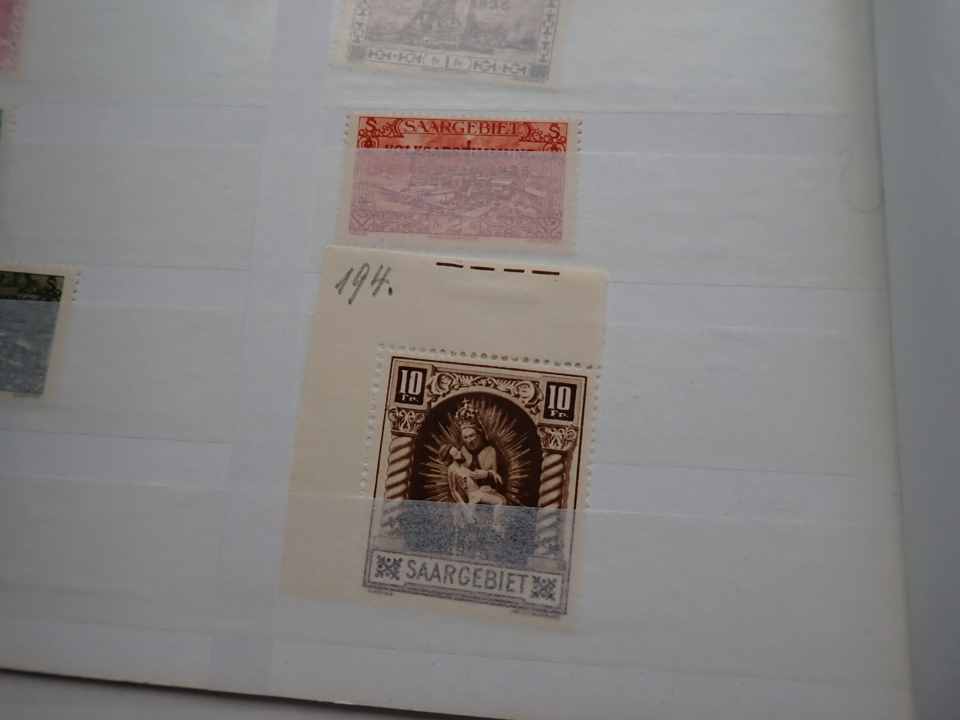 SAARGEBIET
194.
10 10
Fr. Fr.
SAARGEBIET